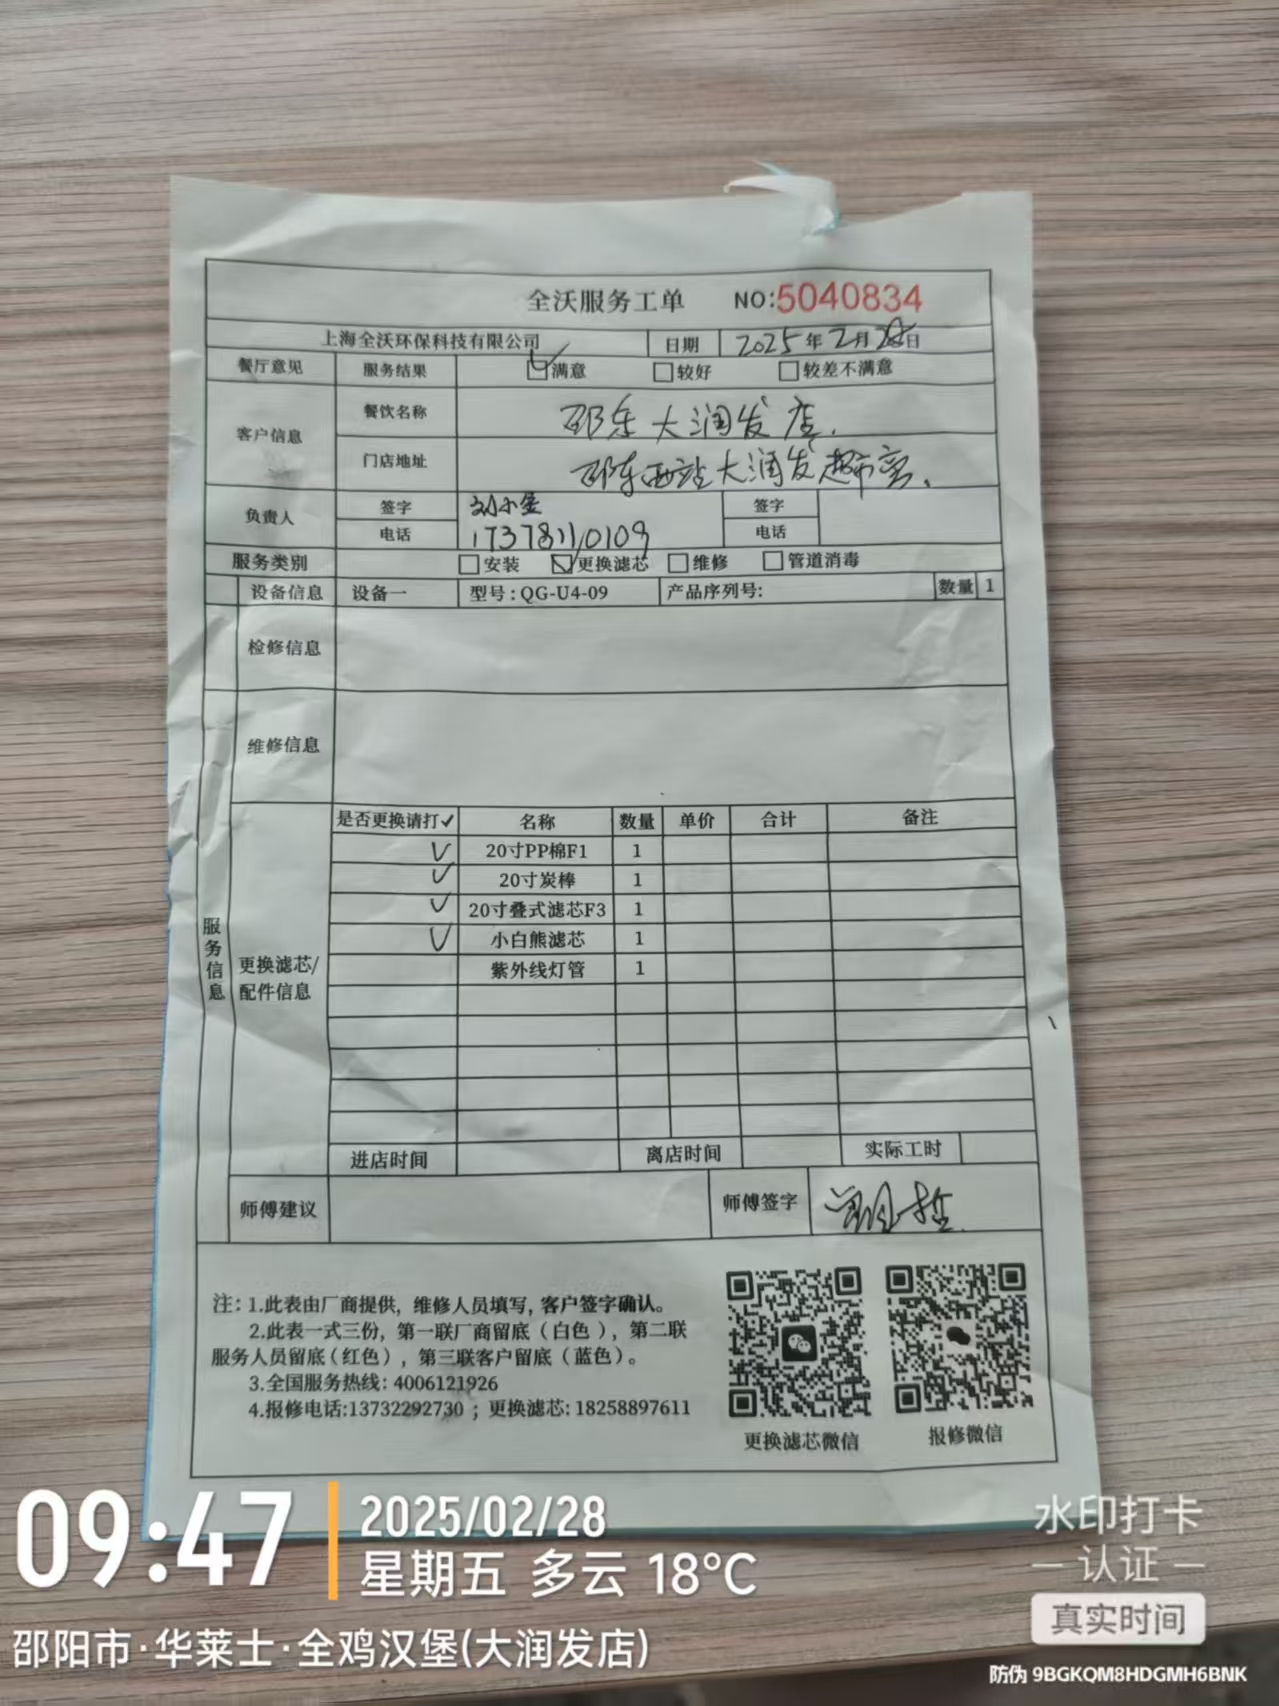 全沃服务工单 NO:5040834
上海全沃环保科技有限公司 日期 2025年2月28日
餐厅意见 服务结果 满意 较好 较差不满意
客户信息 餐饮名称 邵东大润发店.
门店地址 邵东西站大润发超市旁.
负责人 签字 刘小金 签字
电话 17378110109 电话
服务类别 安装 更换滤芯 维修 管道消毒
服务信息
设备信息 设备一 型号:QG-U4-09 产品序列号: 数量 1
检修信息
维修信息
更换滤芯/配件信息
是否更换请打✓ 名称 数量 单价 合计 备注
✓ 20寸PP棉F1 1
✓ 20寸炭棒 1
✓ 20寸叠式滤芯F3 1
✓ 小白熊滤芯 1
紫外线灯管 1
进店时间 离店时间 实际工时
师傅建议 师傅签字
注：1.此表由厂商提供，维修人员填写，客户签字确认。
2.此表一式三份，第一联厂商留底（白色），第二联
服务人员留底（红色），第三联客户留底（蓝色）。
3.全国服务热线：4006121926
4.报修电话:13732292730；更换滤芯：18258897611
更换滤芯微信 报修微信
09:47 2025/02/28
星期五 多云 18°C
邵阳市·华莱士·全鸡汉堡(大润发店)
水印打卡
认证
真实时间
防伪 9BGKQM8HDGMH6BNK